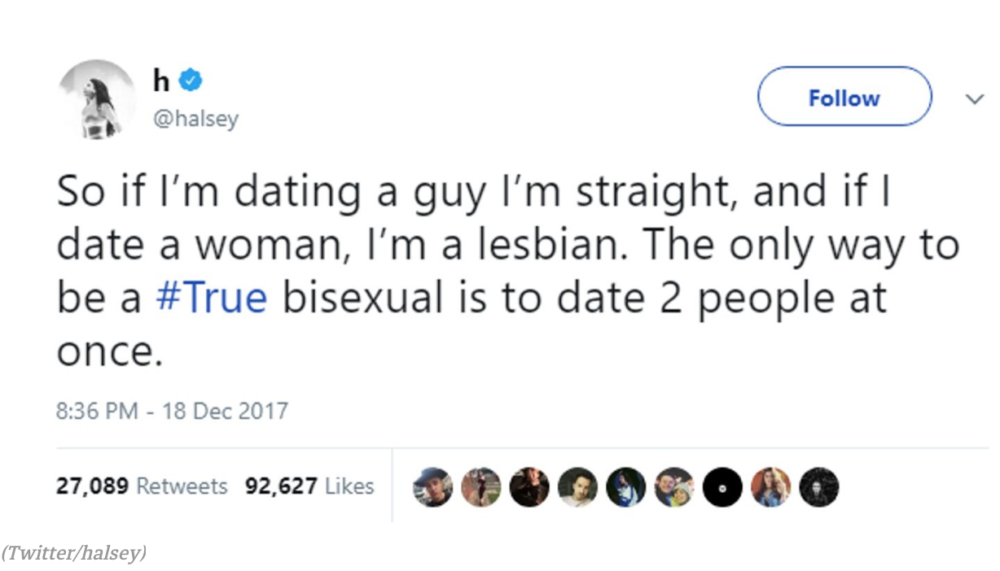 h
@halsey
Follow
So if I’m dating a guy I’m straight, and if I
date a woman, I’m a lesbian. The only way to
be a #True bisexual is to date 2 people at
once.
8:36 PM - 18 Dec 2017
27,089 Retweets 92,627 Likes
(Twitter/halsey)